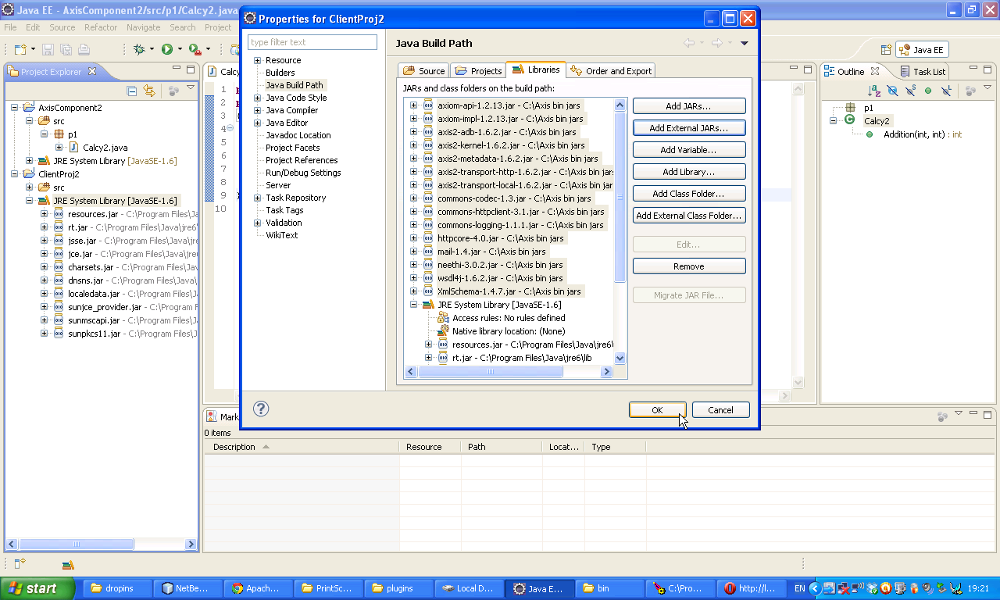 Java EE - AxisComponent2/src/p1/Calcy2.java
File Edit Source Refactor
Java EE
Project Explorer
AxisComponent2
src
p1
Calcy2.java
JRE System Library [JavaSE-1.6]
ClientProj2
src
JRE System Library [JavaSE-1.6]
resources.jar - C:\Program Files\Java
rt.jar - C:\Program Files\Java\jre6\
jsse.jar - C:\Program Files\Java\jr
jce.jar - C:\Program Files\Java\jre
charsets.jar - C:\Program Files\Ja
dnsns.jar - C:\Program Files\Java\
localedata.jar - C:\Program Files\
sunjce_provider.jar - C:\Program
sunmscapi.jar - C:\Program Files\
sunpkcs11.jar - C:\Program Files\
Calcy
1
2
3
4
5
6
7
8
9
10
Properties for ClientProj2
type filter text
Resource
Builders
Java Build Path
Java Code Style
Java Compiler
Java Editor
Javadoc Location
Project Facets
Project References
Run/Debug Settings
Server
Task Repository
Task Tags
Validation
WikiText
Java Build Path
Source Projects Libraries Order and Export
JARs and class folders on the build path:
axiom-api-1.2.13.jar - C:\Axis bin jars
axiom-impl-1.2.13.jar - C:\Axis bin jars
axis2-adb-1.6.2.jar - C:\Axis bin jars
axis2-kernel-1.6.2.jar - C:\Axis bin jars
axis2-metadata-1.6.2.jar - C:\Axis bin jars
axis2-transport-http-1.6.2.jar - C:\Axis bin jars
axis2-transport-local-1.6.2.jar - C:\Axis bin jar
commons-codec-1.3.jar - C:\Axis bin jars
commons-httpclient-3.1.jar - C:\Axis bin jars
commons-logging-1.1.1.jar - C:\Axis bin jars
httpcore-4.0.jar - C:\Axis bin jars
mail-1.4.jar - C:\Axis bin jars
neethi-3.0.2.jar - C:\Axis bin jars
wsdl4j-1.6.2.jar - C:\Axis bin jars
XmlSchema-1.4.7.jar - C:\Axis bin jars
JRE System Library [JavaSE-1.6]
Access rules: No rules defined
Native library location: (None)
resources.jar - C:\Program Files\Java\jre6\
rt.jar - C:\Program Files\Java\jre6\lib
Add JARs...
Add External JARs...
Add Variable...
Add Library...
Add Class Folder...
Add External Class Folder...
Edit...
Remove
Migrate JAR File...
?
OK Cancel
Outline Task List
p1
Calcy2
Addition(int, int) : int
Mark
0 items
Description Resource Path Locat... Type
start dropins NetBe... Apach... PrintSc... plugins Local D... Java E... bin C:\Pro... http://l... EN 19:21